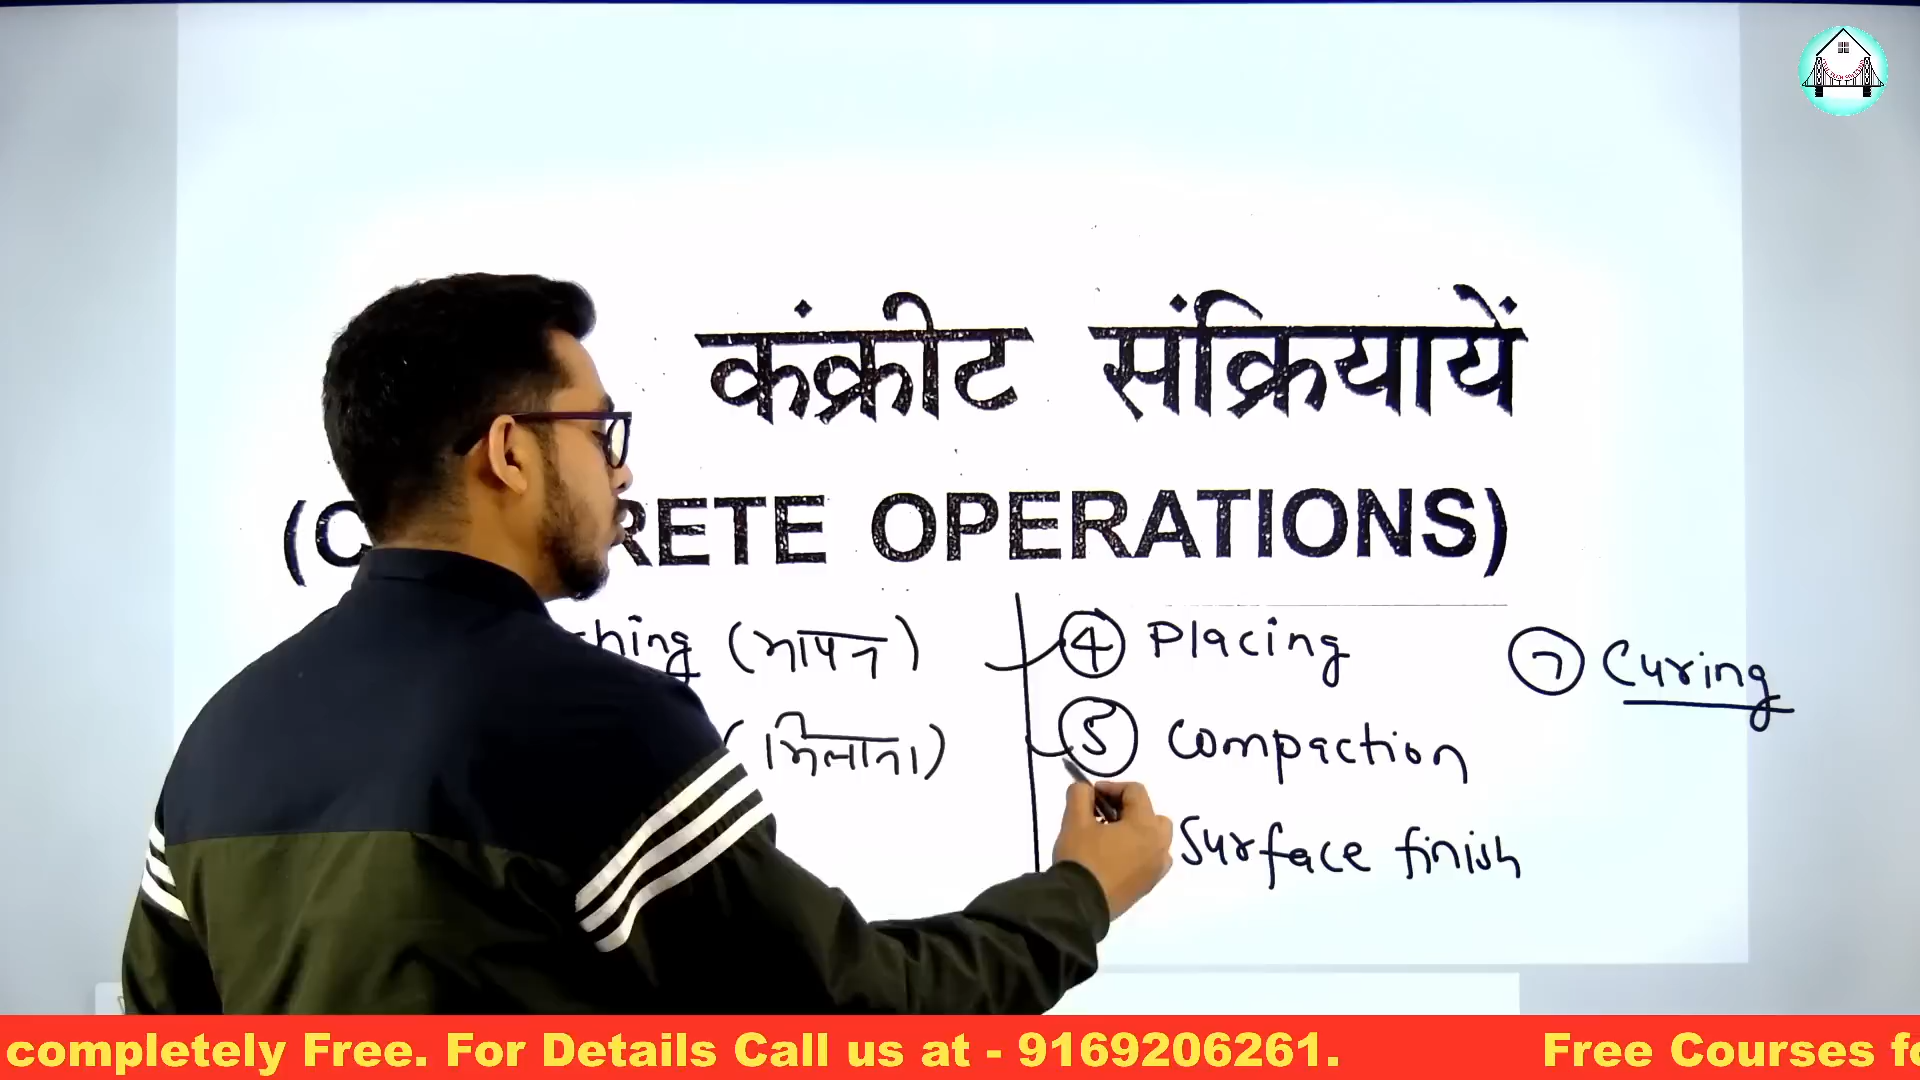 कंक्रीट संक्रियायें
(C RETE OPERATIONS)
hing (मापन)
(मिलाना)
④ Placing
⑤ Compaction
Surface finish
⑦ Curing
completely Free. For Details Call us at - 9169206261. Free Courses fo